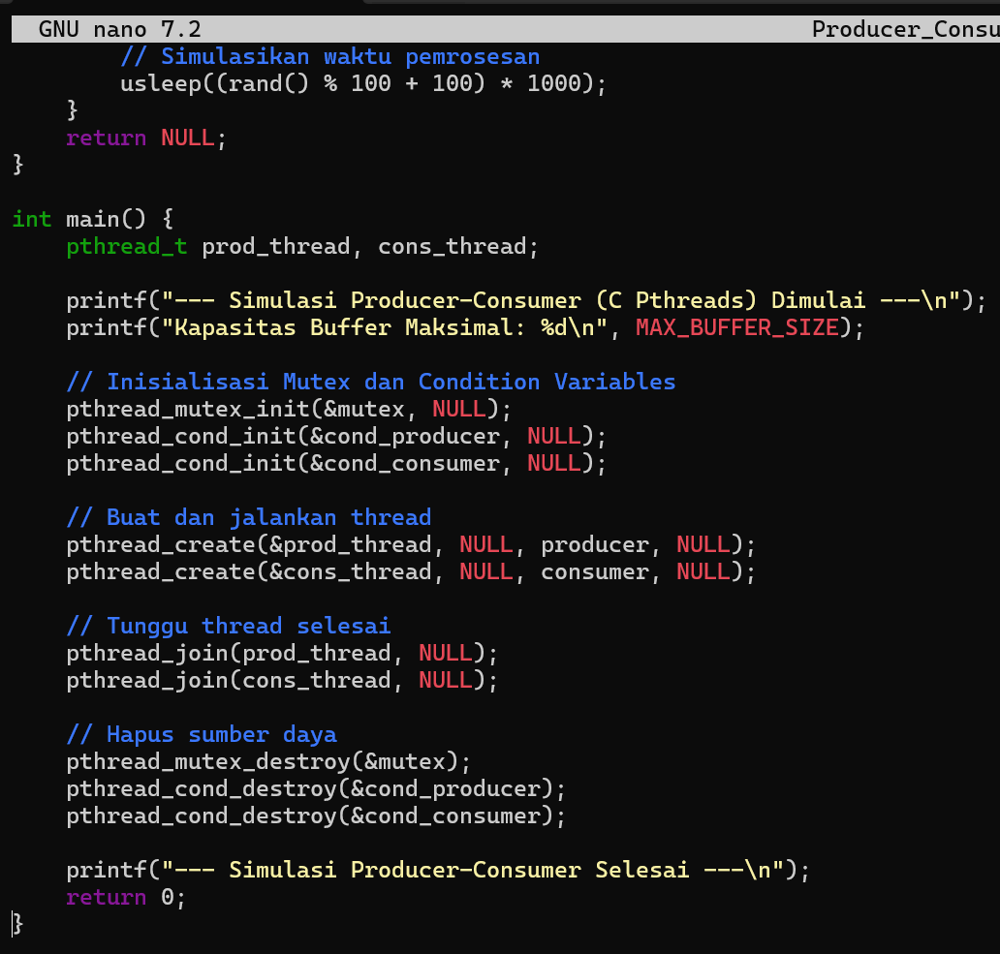 GNU nano 7.2 Producer_Consu
// Simulasikan waktu pemrosesan
usleep((rand() % 100 + 100) * 1000);
}
return NULL;
}
int main() {
pthread_t prod_thread, cons_thread;
printf("--- Simulasi Producer-Consumer (C Pthreads) Dimulai ---\n");
printf("Kapasitas Buffer Maksimal: %d\n", MAX_BUFFER_SIZE);
// Inisialisasi Mutex dan Condition Variables
pthread_mutex_init(&mutex, NULL);
pthread_cond_init(&cond_producer, NULL);
pthread_cond_init(&cond_consumer, NULL);
// Buat dan jalankan thread
pthread_create(&prod_thread, NULL, producer, NULL);
pthread_create(&cons_thread, NULL, consumer, NULL);
// Tunggu thread selesai
pthread_join(prod_thread, NULL);
pthread_join(cons_thread, NULL);
// Hapus sumber daya
pthread_mutex_destroy(&mutex);
pthread_cond_destroy(&cond_producer);
pthread_cond_destroy(&cond_consumer);
printf("--- Simulasi Producer-Consumer Selesai ---\n");
return 0;
}